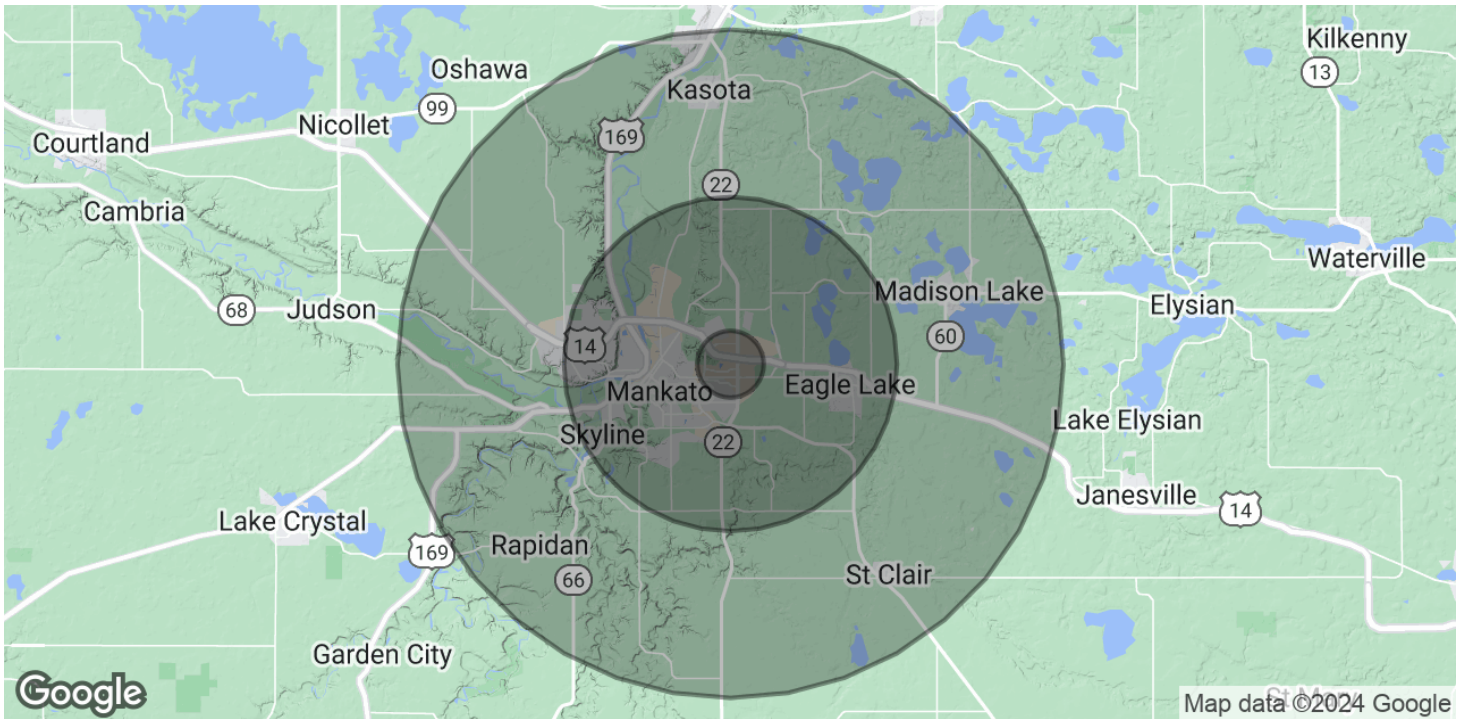 Kilkenny
13
Oshawa
Kasota
99
Nicollet
169
Courtland
22
Cambria
Waterville
Madison Lake
Elysian
68
Judson
60
14
Eagle Lake
Mankato
Lake Elysian
Skyline
22
Janesville
14
Lake Crystal
Rapidan
169
66
St Clair
Garden City
Google
Map data ©2024 Google